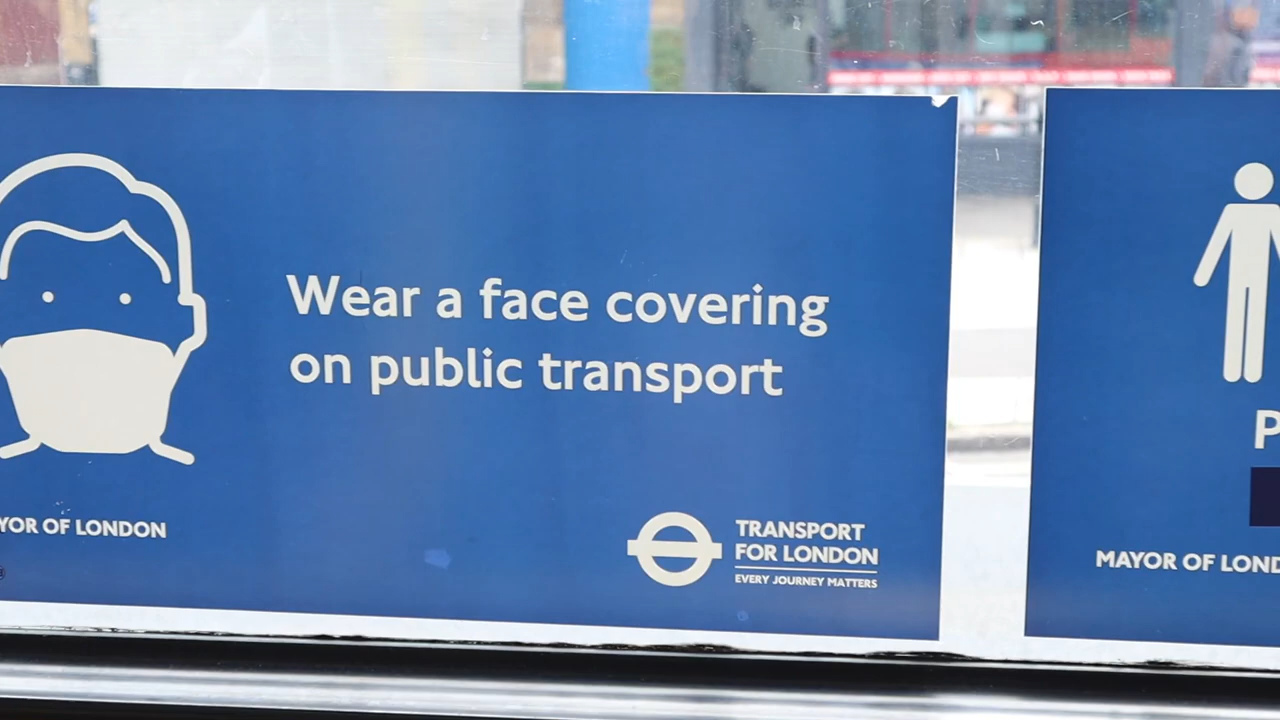 Wear a face covering
on public transport
YOR OF LONDON
TRANSPORT
FOR LONDON
EVERY JOURNEY MATTERS
P
MAYOR OF LOND